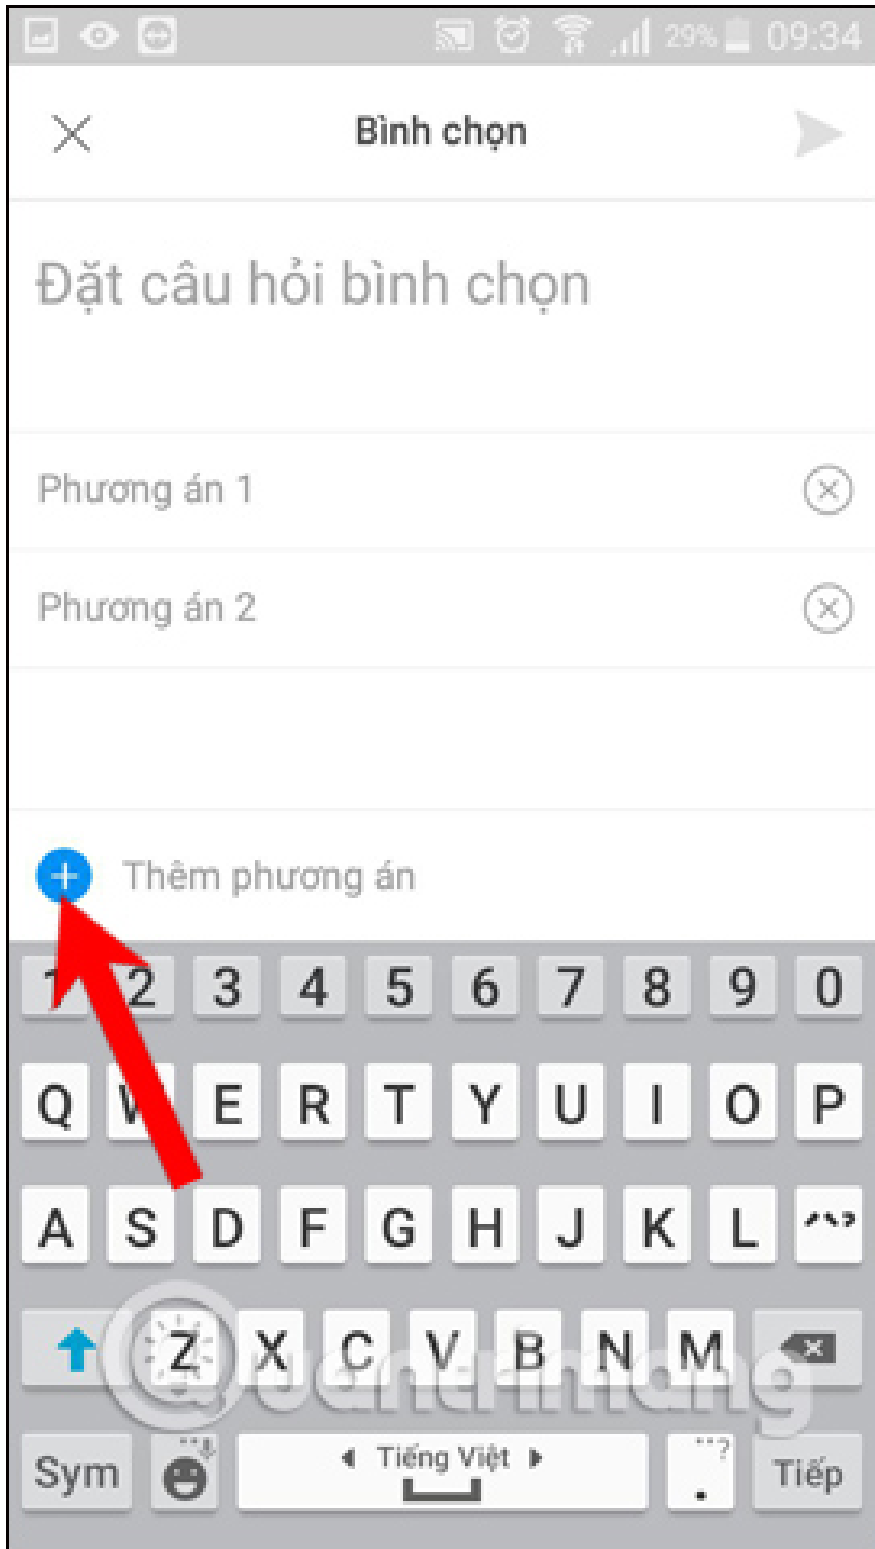 29% 09:34
Bình chọn
Đặt câu hỏi bình chọn
Phương án 1
Phương án 2
Thêm phương án
1 2 3 4 5 6 7 8 9 0
Q W E R T Y U I O P
A S D F G H J K L
Z X C V B N M
Quantrimang
Sym Tiếng Việt . Tiếp